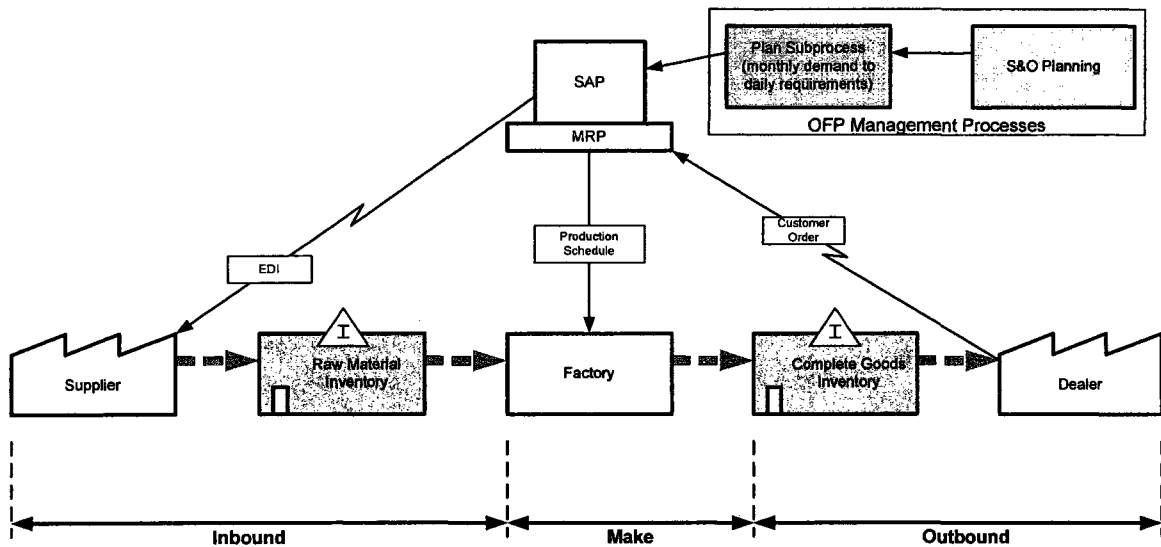 Plan Subprocess
(monthly demand to
daily requirements)
S&O Planning
OFP Management Processes
SAP
MRP
Customer
Order
Production
Schedule
EDI
I
I
Supplier
Raw Material
Inventory
Factory
Complete Goods
Inventory
Dealer
Inbound
Make
Outbound